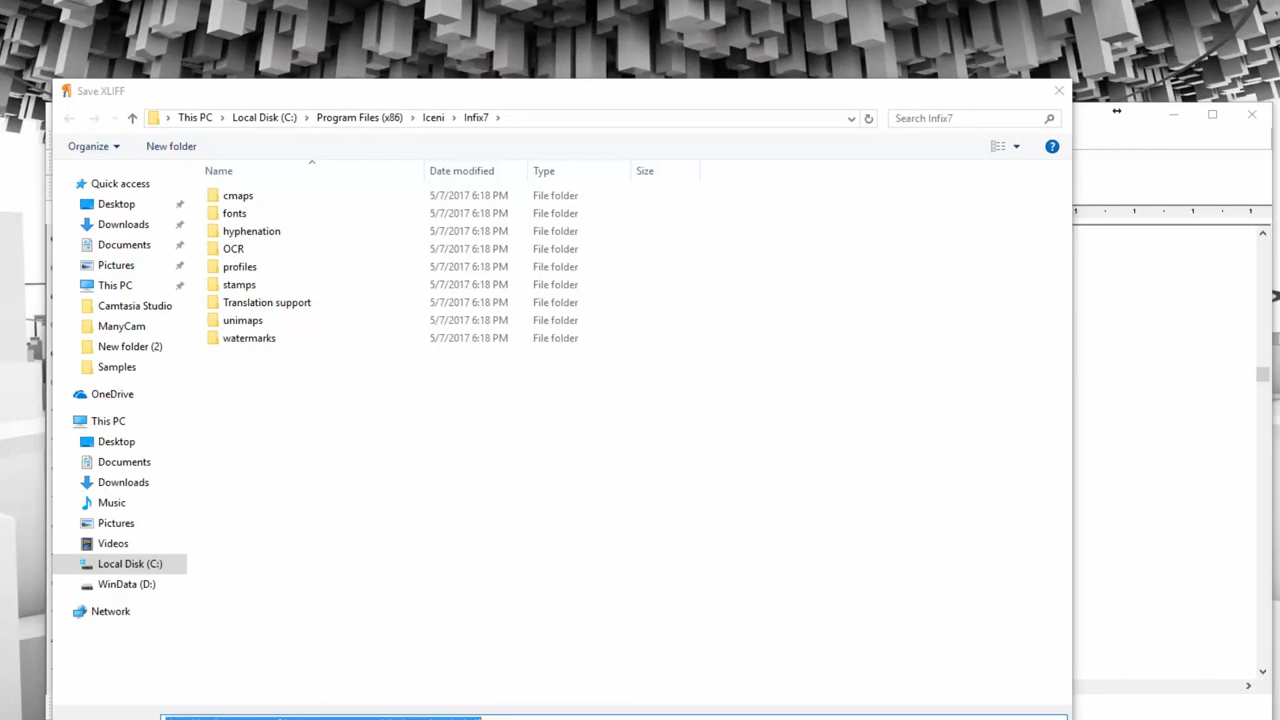 Save XLIFF
This PC > Local Disk (C:) > Program Files (x86) > Iceni > Infix7 >
Search Infix7
Organize
New folder
Name Date modified Type Size
Quick access
Desktop
Downloads
Documents
Pictures
This PC
Camtasia Studio
ManyCam
New folder (2)
Samples
OneDrive
This PC
Desktop
Documents
Downloads
Music
Pictures
Videos
Local Disk (C:)
WinData (D:)
Network
cmaps 5/7/2017 6:18 PM File folder
fonts 5/7/2017 6:18 PM File folder
hyphenation 5/7/2017 6:18 PM File folder
OCR 5/7/2017 6:18 PM File folder
profiles 5/7/2017 6:18 PM File folder
stamps 5/7/2017 6:18 PM File folder
Translation support 5/7/2017 6:18 PM File folder
unimaps 5/7/2017 6:18 PM File folder
watermarks 5/7/2017 6:18 PM File folder
1 1 1 1